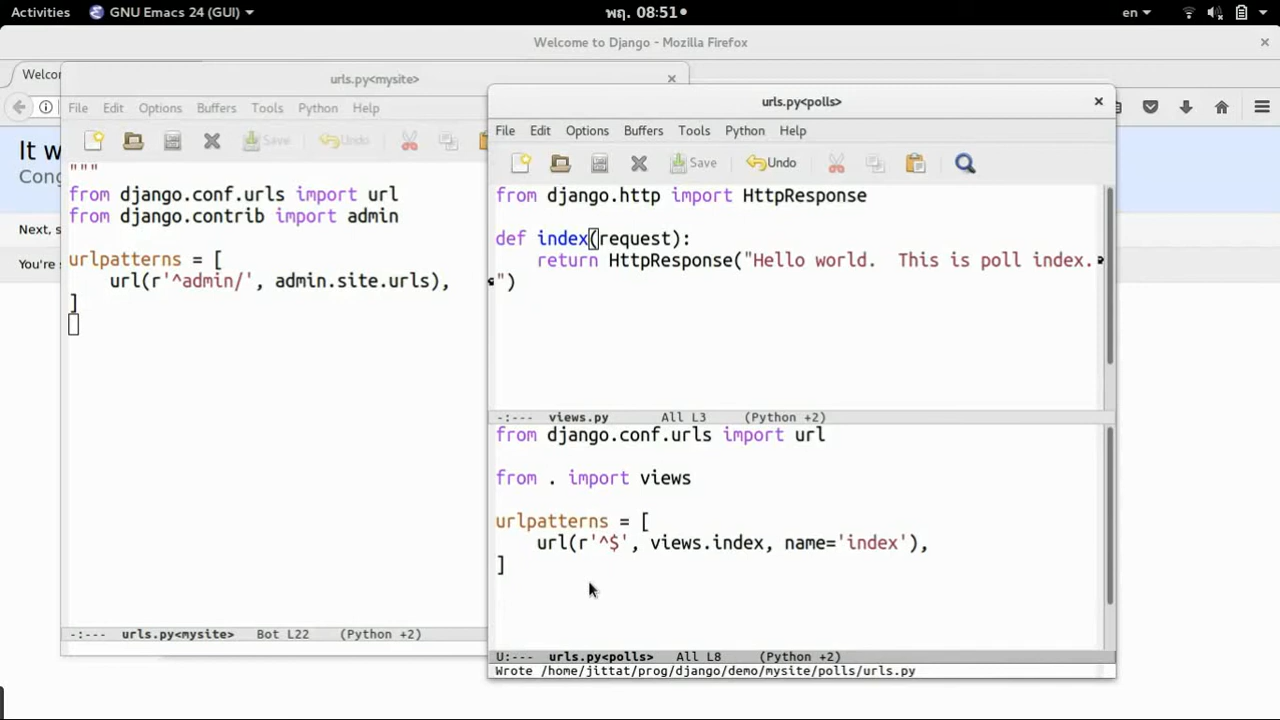 Activities GNU Emacs 24 (GUI) พฤ. 08:51 en
Welcome to Django - Mozilla Firefox
Welcom
It w
Cong
Next, s
You're s
urls.py<mysite>
File Edit Options Buffers Tools Python Help
Save Undo
"""
from django.conf.urls import url
from django.contrib import admin
urlpatterns = [
url(r'^admin/', admin.site.urls),
]
-:--- urls.py<mysite> Bot L22 (Python +2)
urls.py<polls>
File Edit Options Buffers Tools Python Help
Save Undo
from django.http import HttpResponse
def index(request):
return HttpResponse("Hello world.  This is poll index.
")
-:--- views.py All L3 (Python +2)
from django.conf.urls import url
from . import views
urlpatterns = [
url(r'^$', views.index, name='index'),
]
U:--- urls.py<polls> All L8 (Python +2)
Wrote /home/jittat/prog/django/demo/mysite/polls/urls.py